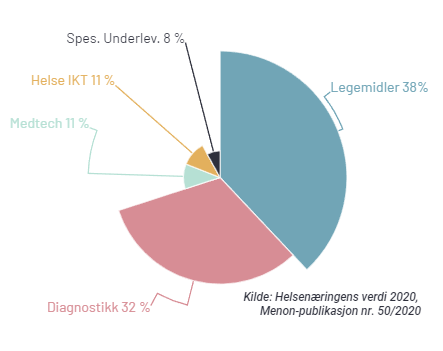 Spes. Underlev. 8 %
Helse IKT 11 %
Legemidler 38%
Medtech 11 %
Diagnostikk 32 %
Kilde: Helsenæringens verdi 2020,
Menon-publikasjon nr. 50/2020